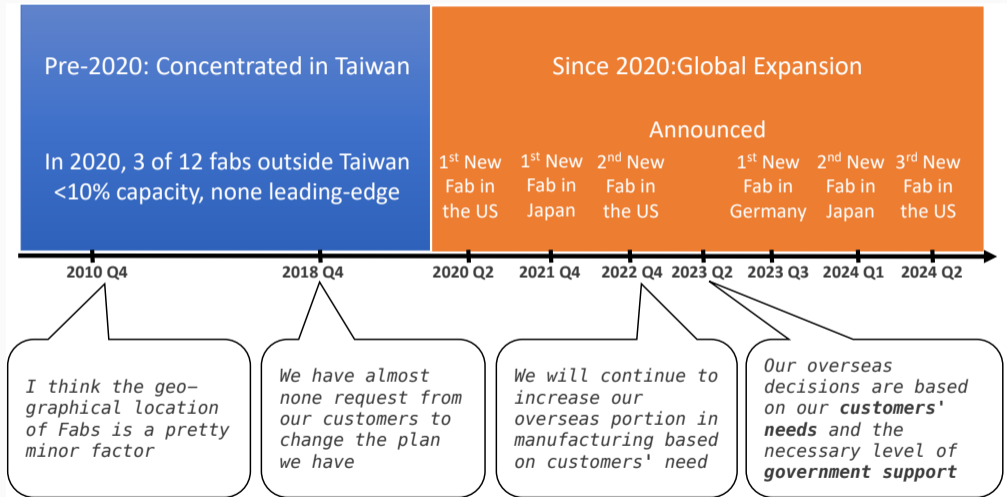 Pre-2020: Concentrated in Taiwan
In 2020, 3 of 12 fabs outside Taiwan
<10% capacity, none leading-edge
Since 2020:Global Expansion
Announced
1st New
Fab in
the US
1st New
Fab in
Japan
2nd New
Fab in
the US
1st New
Fab in
Germany
2nd New
Fab in
Japan
3rd New
Fab in
the US
2010 Q4
2018 Q4
2020 Q2
2021 Q4
2022 Q4
2023 Q2
2023 Q3
2024 Q1
2024 Q2
I think the geo-
graphical location
of Fabs is a pretty
minor factor
We have almost
none request from
our customers to
change the plan
we have
We will continue to
increase our
overseas portion in
manufacturing based
on customers' need
Our overseas
decisions are based
on our customers'
needs and the
necessary level of
government support